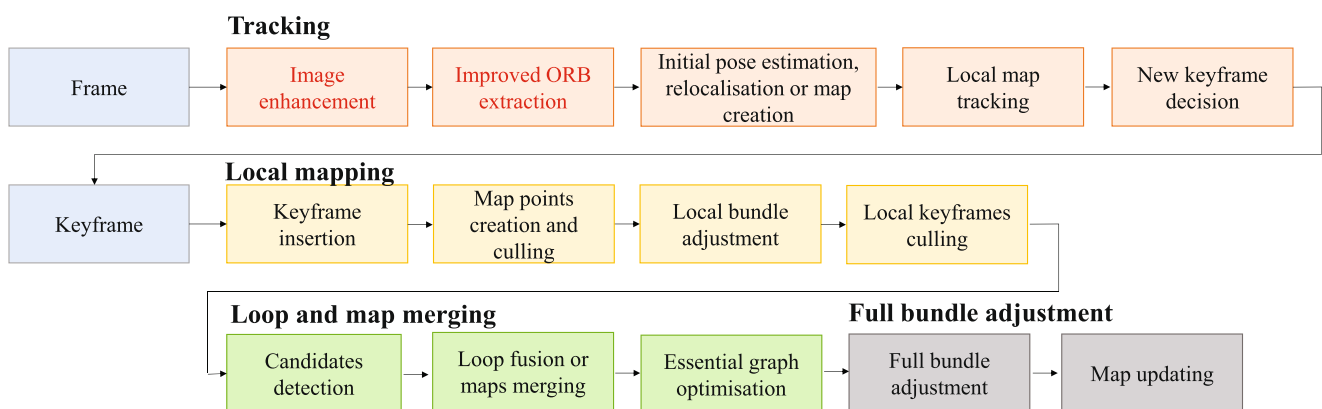 Tracking
Frame
Image
enhancement
Improved ORB
extraction
Initial pose estimation,
relocalisation or map
creation
Local map
tracking
New keyframe
decision
Local mapping
Keyframe
Keyframe
insertion
Map points
creation and
culling
Local bundle
adjustment
Local keyframes
culling
Loop and map merging
Full bundle adjustment
Candidates
detection
Loop fusion or
maps merging
Essential graph
optimisation
Full bundle
adjustment
Map updating